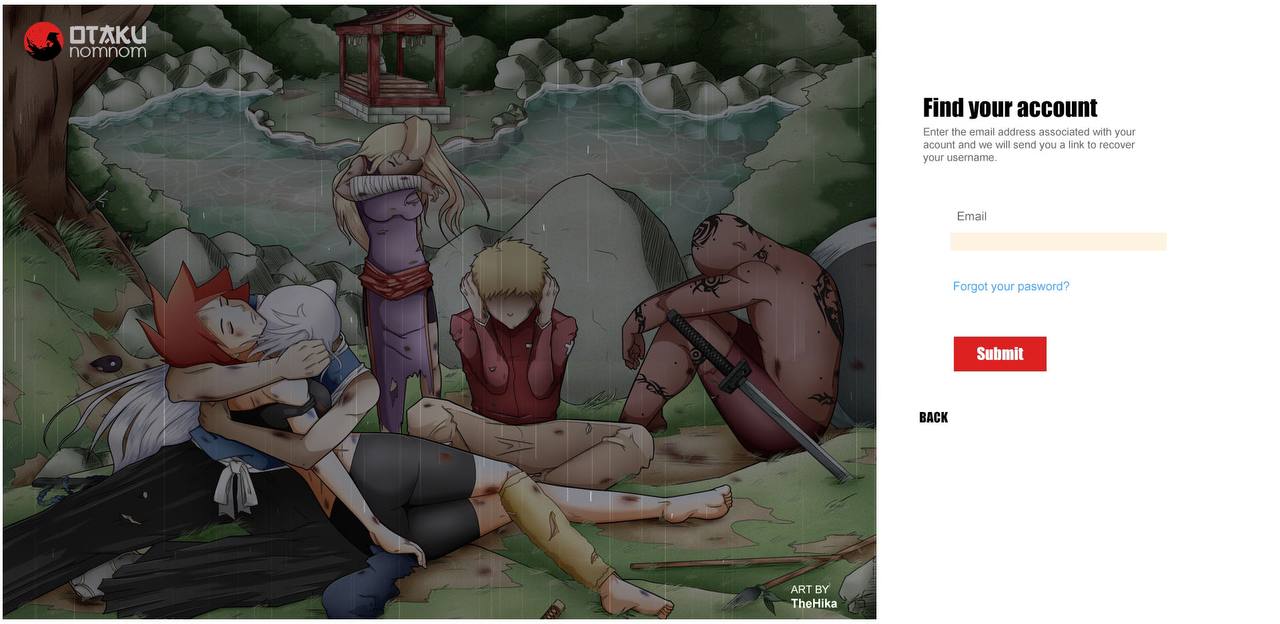 OTAKU
nomnom
Find your account
Enter the email address associated with your
acount and we will send you a link to recover
your username.
Email
Forgot your pasword?
Submit
BACK
ART BY
TheHika